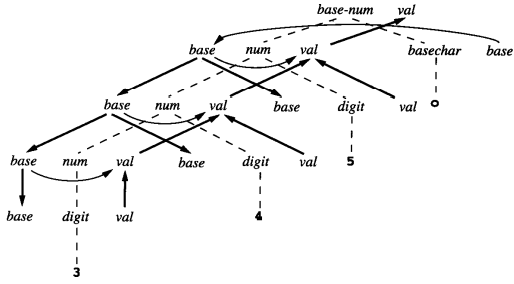 base-num val
base num val basechar base
base num val base digit val o
base num val base digit val 5
base digit val 4
3